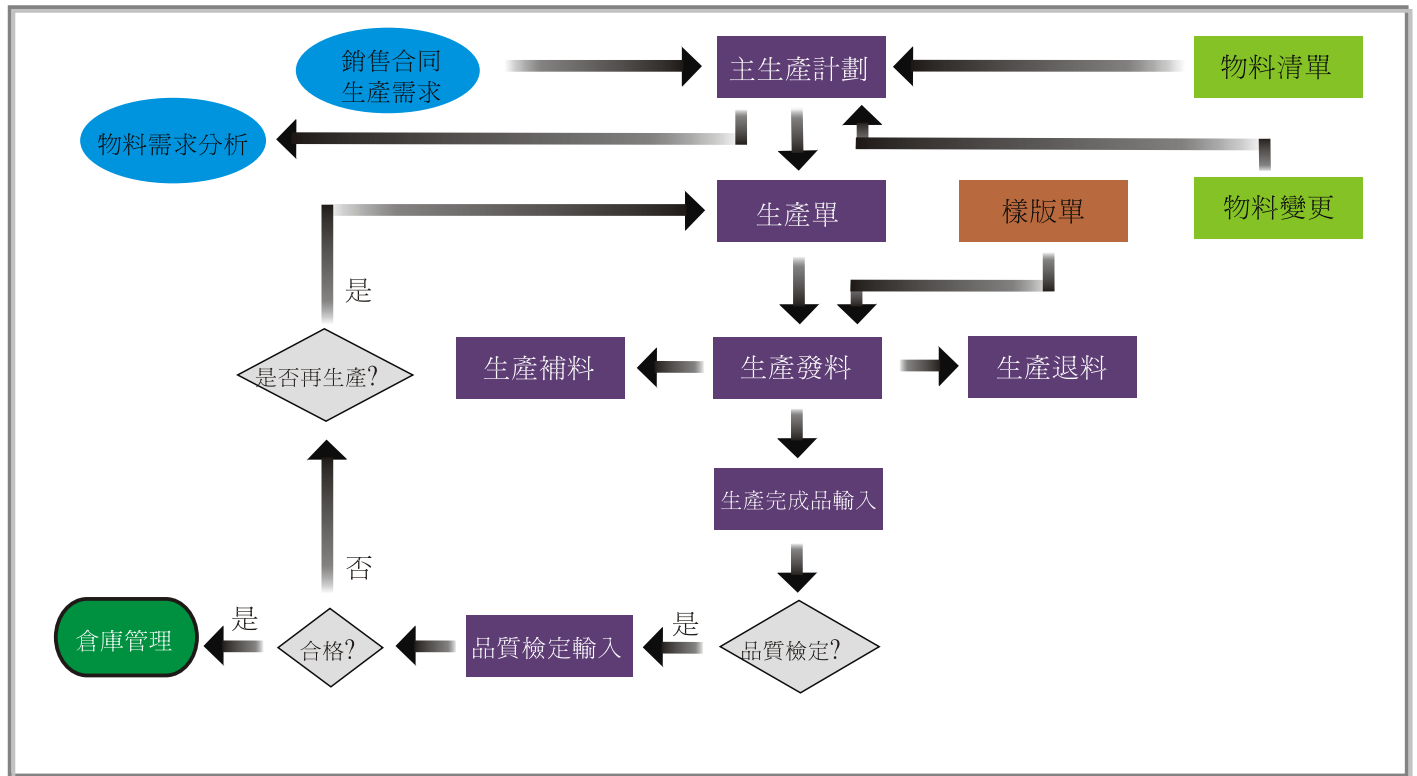 銷售合同
生產需求
主生產計劃
物料清單
物料需求分析
生產單
樣版單
物料變更
是
是否再生產?
生產補料
生產發料
生產退料
生產完成品輸入
否
是
是
倉庫管理
合格?
品質檢定輸入
品質檢定?